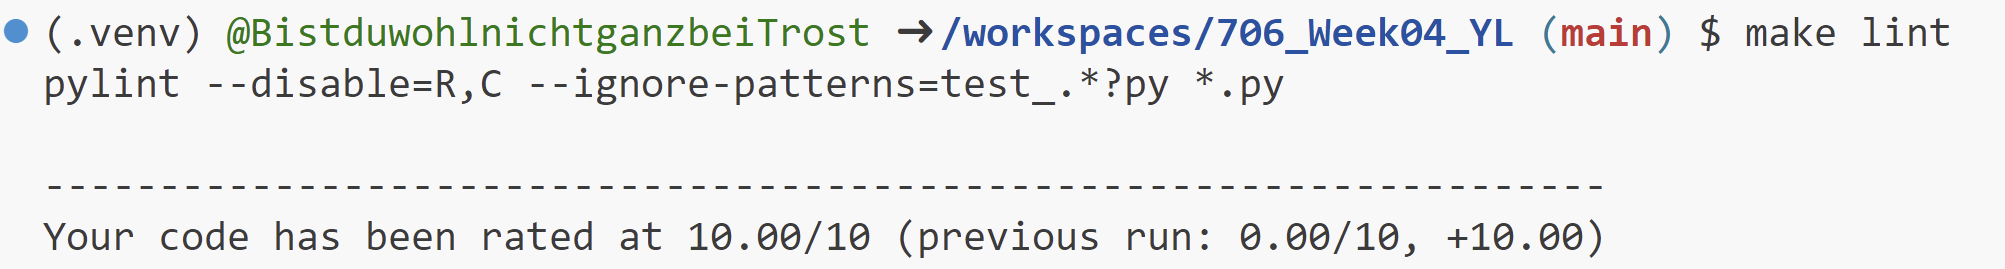 (.venv) @BistduwohlnichtganzbeiTrost ➜/workspaces/706_Week04_YL (main) $ make lint
pylint --disable=R,C --ignore-patterns=test_.*?py *.py

--------------------------------------------------------------------
Your code has been rated at 10.00/10 (previous run: 0.00/10, +10.00)